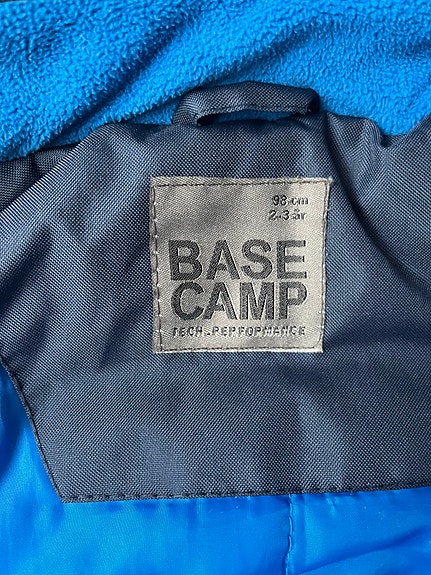 98 cm
2-3 år
BASE
CAMP
TECH-PERFORMANCE